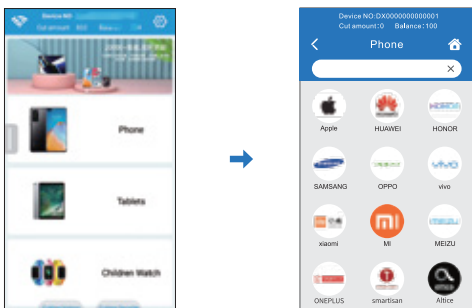 Device NO
Cut amount
Phone
Tablets
Children Watch
Device NO:DX0000000000001
Cut amount:0 Balance:100
Phone
Apple
HUAWEI
HONOR
SAMSANG
OPPO
vivo
xiaomi
MI
MEIZU
ONEPLUS
smartisan
Altice